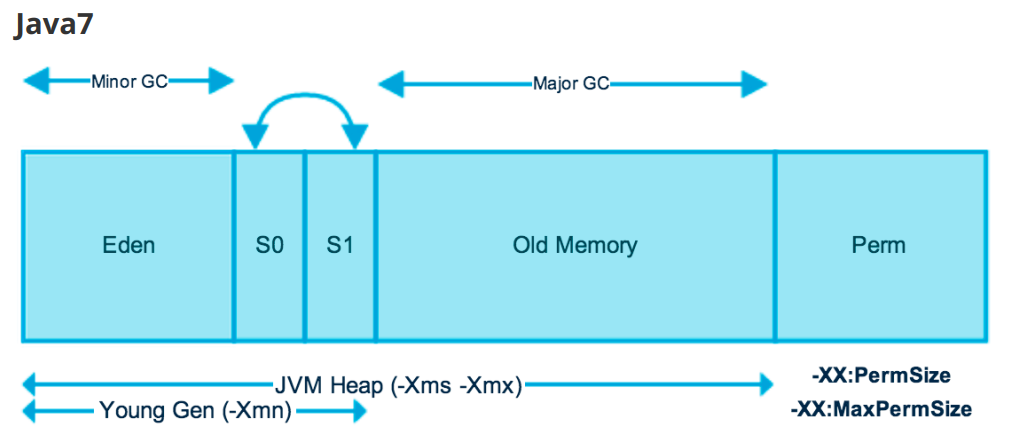 Java7
Minor GC
Major GC
Eden
S0
S1
Old Memory
Perm
JVM Heap (-Xms -Xmx)
-XX:PermSize
Young Gen (-Xmn)
-XX:MaxPermSize